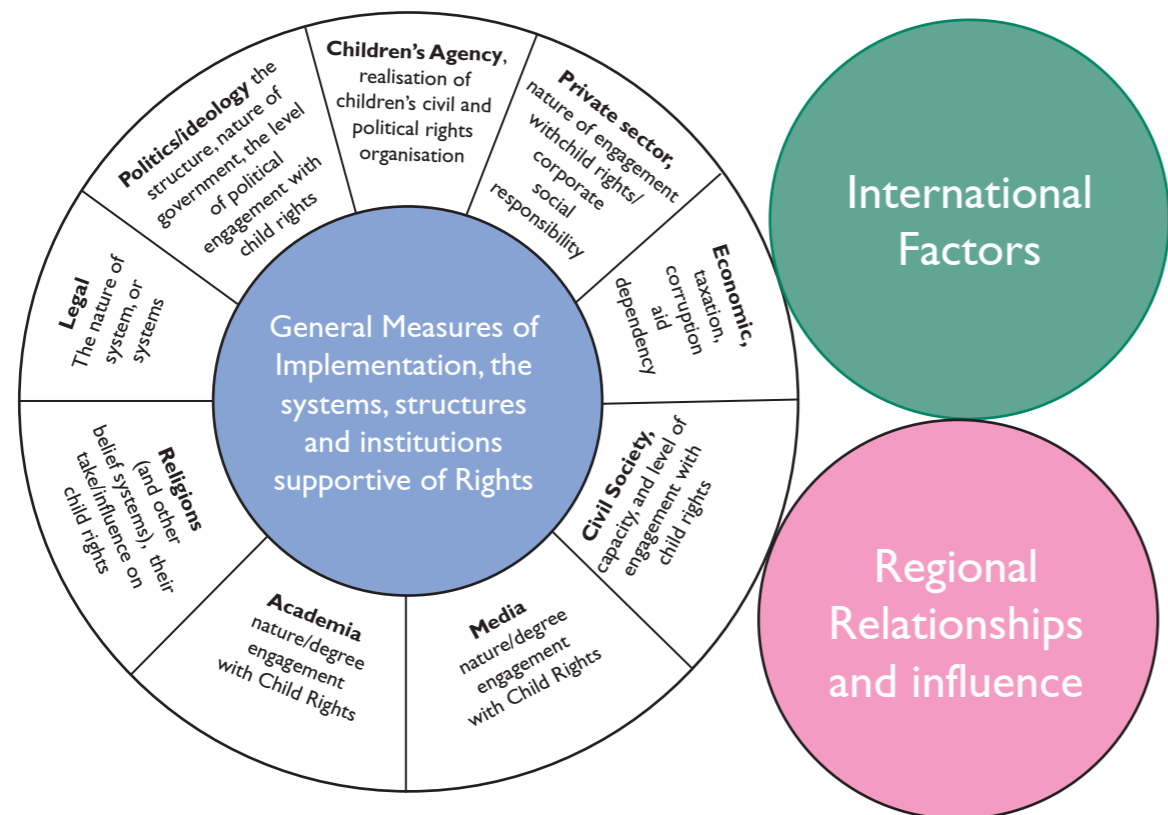 Children's Agency,
realisation of
children's civil and
political rights
organisation
Private sector,
nature of engagement
withchild rights/
corporate
social
responsibility
Economic,
taxation,
corruption
aid
dependency
Civil Society,
capacity, and level of
engagement with
child rights
Media
nature/degree
engagement
with Child Rights
Academia
nature/degree
engagement
with Child Rights
Religions
(and other
belief systems), their
take/influence on
child rights
Legal
The nature of
system, or
systems
Politics/ideology the
structure, nature of
government, the level
of political
engagement with
child rights
General Measures of
Implementation, the
systems, structures
and institutions
supportive of Rights
International
Factors
Regional
Relationships
and influence